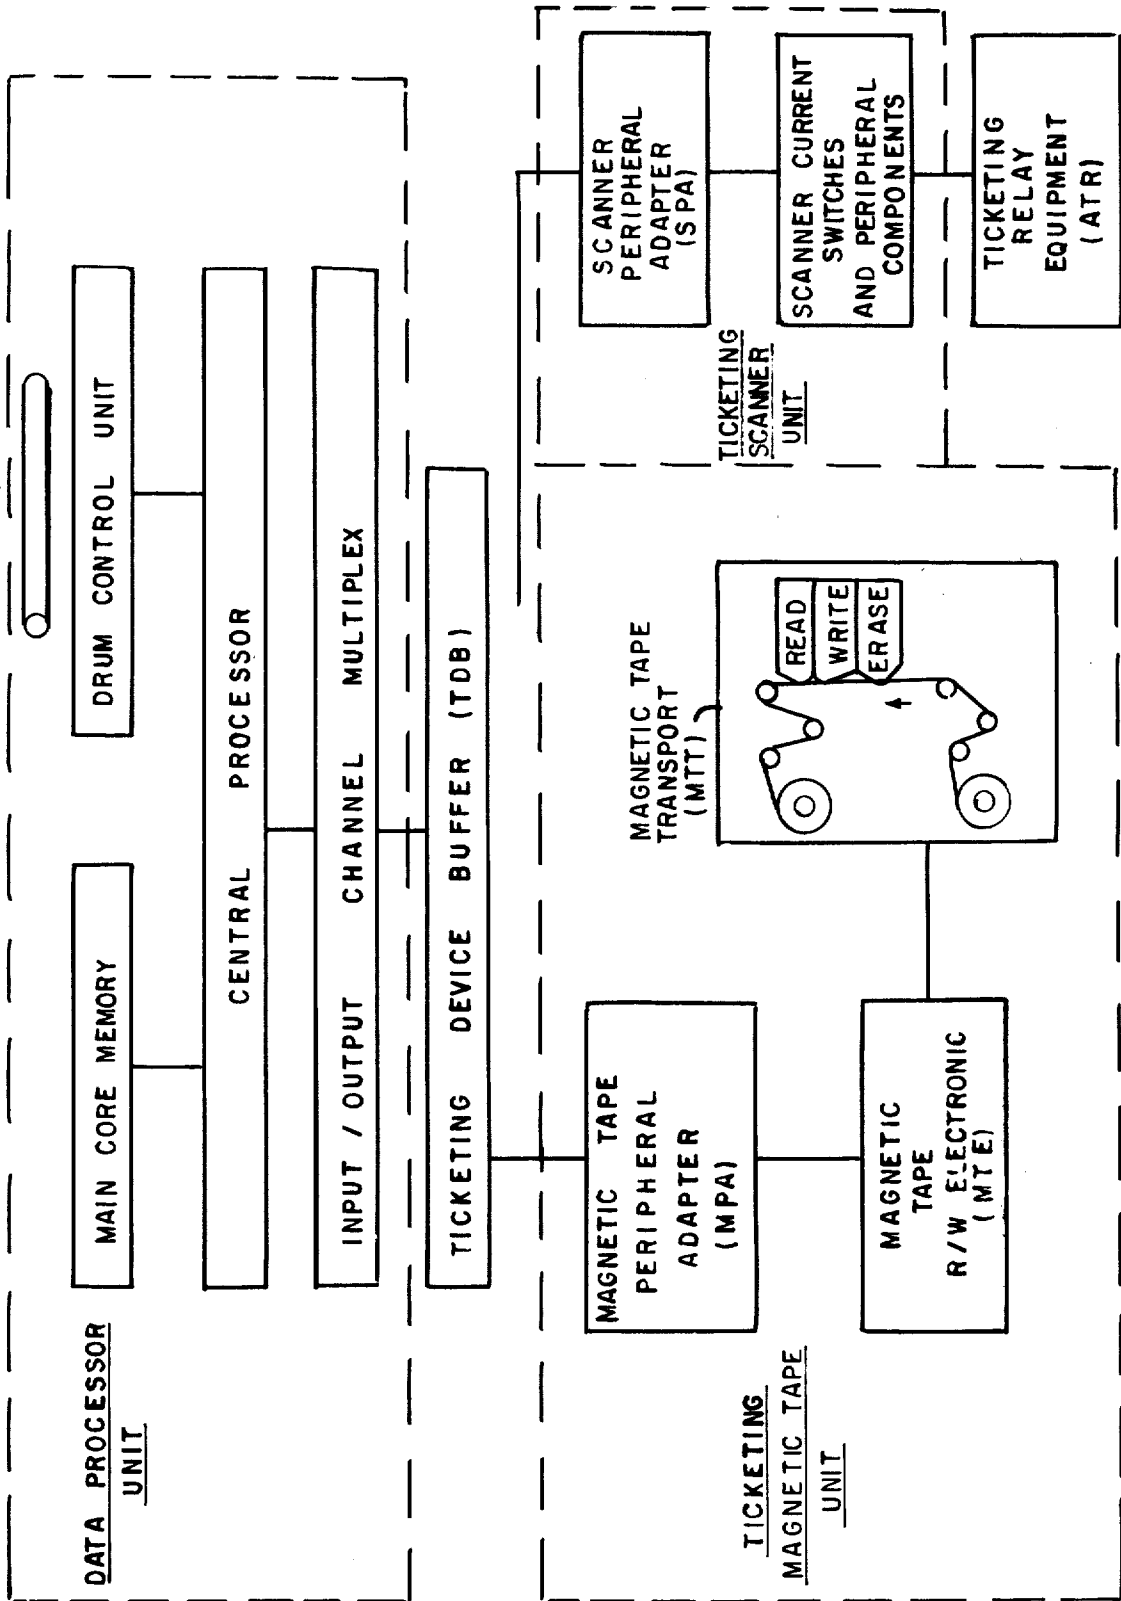 DATA PROCESSOR
UNIT
MAIN CORE MEMORY
DRUM CONTROL UNIT
CENTRAL PROCESSOR
INPUT / OUTPUT CHANNEL MULTIPLEX
TICKETING DEVICE BUFFER (TDB)
TICKETING
MAGNETIC TAPE
UNIT
MAGNETIC TAPE
PERIPHERAL
ADAPTER
(MPA)
MAGNETIC
TAPE
R/W ELECTRONIC
(MTE)
MAGNETIC TAPE
TRANSPORT
(MTT)
READ
WRITE
ERASE
TICKETING
SCANNER
UNIT
SCANNER
PERIPHERAL
ADAPTER
(SPA)
SCANNER CURRENT
SWITCHES
AND PERIPHERAL
COMPONENTS
TICKETING
RELAY
EQUIPMENT
(ATR)